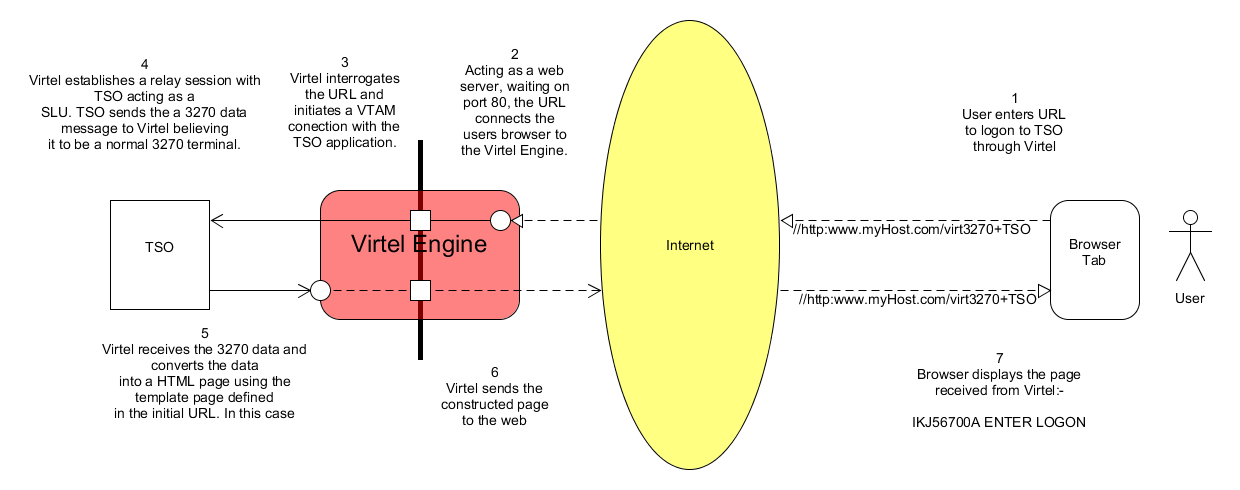 4
Virtel establishes a relay session with
TSO acting as a
SLU. TSO sends the a 3270 data
message to Virtel believing
it to be a normal 3270 terminal.
3
Virtel interrogates
the URL and
initiates a VTAM
conection with the
TSO application.
2
Acting as a web
server, waiting on
port 80, the URL
connects the
users browser to
the Virtel Engine.
1
User enters URL
to logon to TSO
through Virtel
TSO
Virtel Engine
Internet
//http:www.myHost.com/virt3270+TSO
//http:www.myHost.com/virt3270+TSO
Browser
Tab
User
5
Virtel receives the 3270 data and
converts the data
into a HTML page using the
template page defined
in the initial URL. In this case
6
Virtel sends the
constructed page
to the web
7
Browser displays the page
received from Virtel:-
IKJ56700A ENTER LOGON